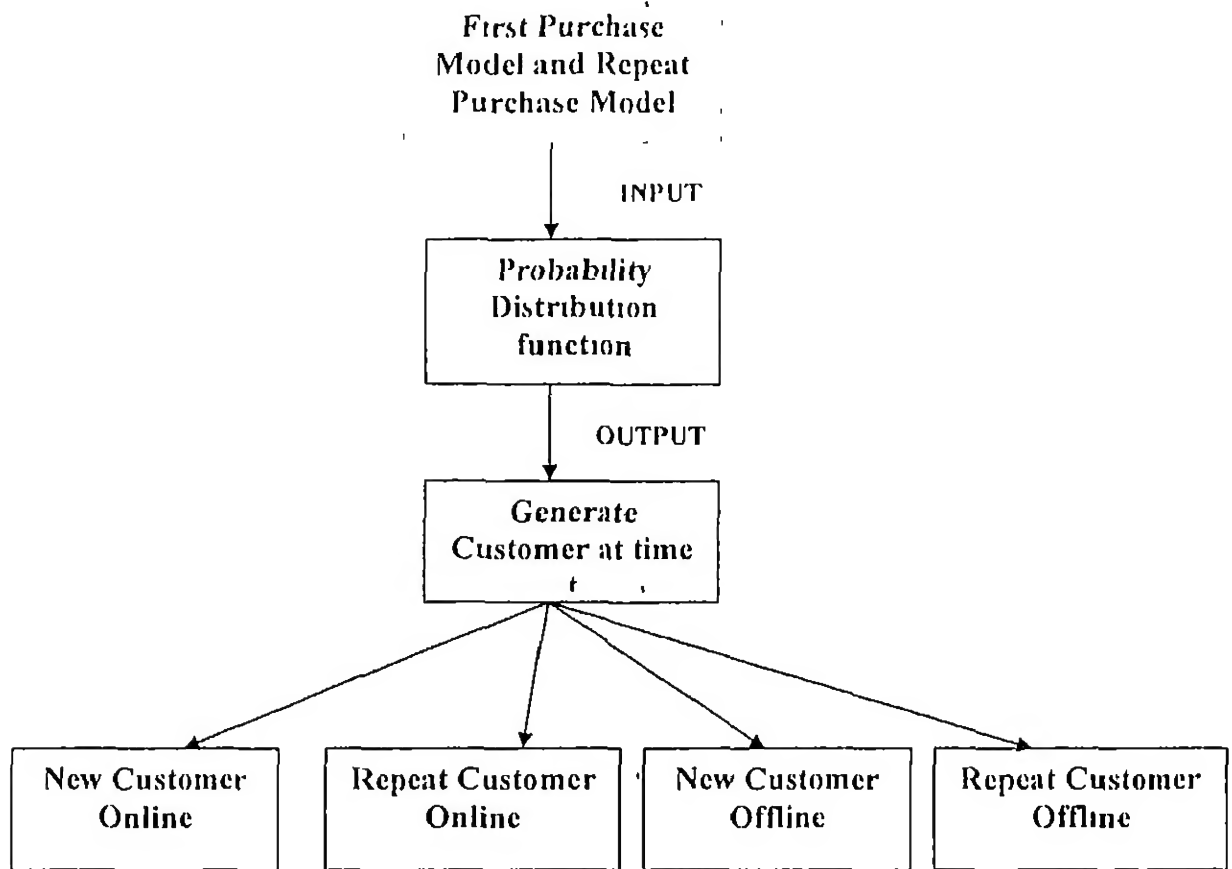 First Purchase
Model and Repeat
Purchase Model
INPUT
Probability
Distribution
function
OUTPUT
Generate
Customer at time
t
New Customer
Online
Repeat Customer
Online
New Customer
Offline
Repeat Customer
Offline